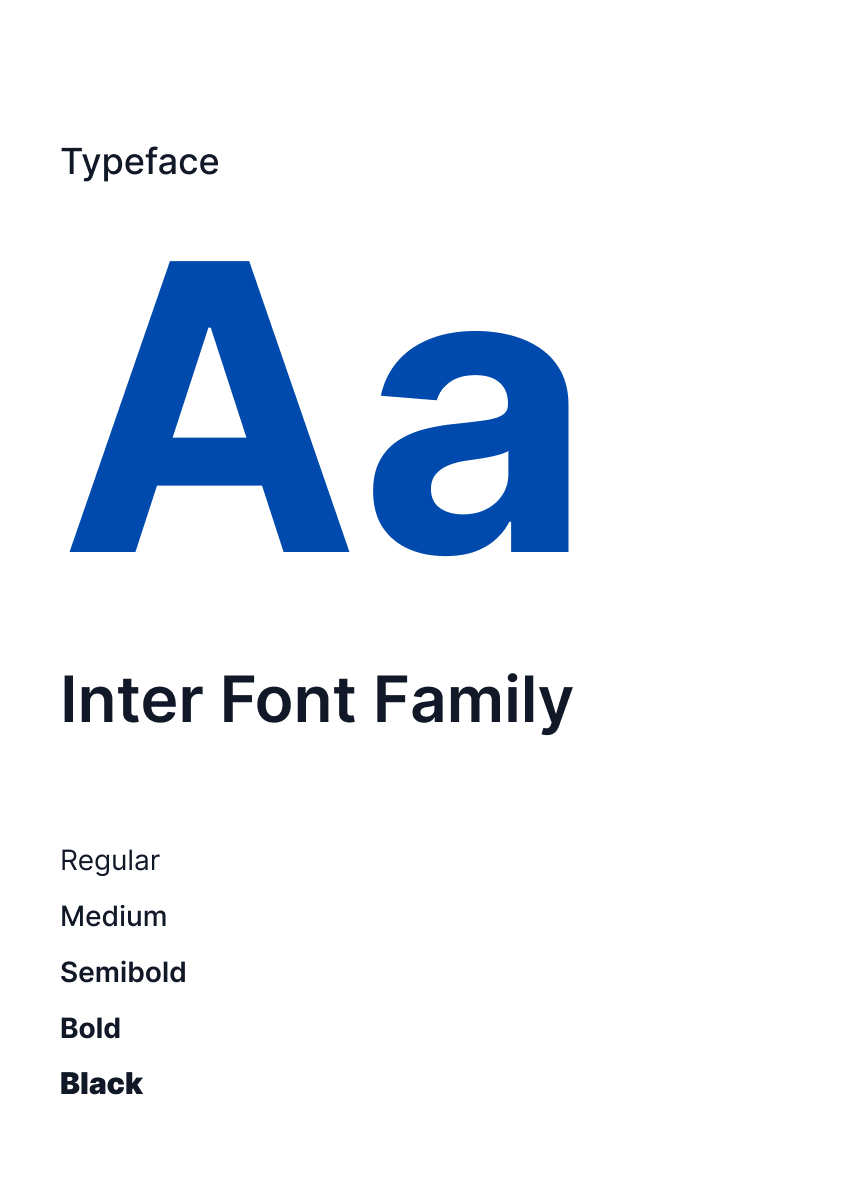 Typeface
Aa
Inter Font Family
Regular
Medium
Semibold
Bold
Black